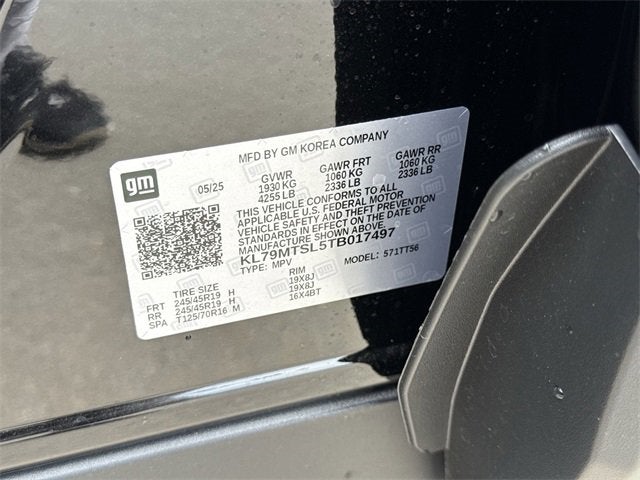 MFD BY GM KOREA COMPANY
gm
05/25
GVWR GAWR FRT GAWR RR
1930 KG 1060 KG 1060 KG
4255 LB 2336 LB 2336 LB
THIS VEHICLE CONFORMS TO ALL
APPLICABLE U.S. FEDERAL MOTOR
VEHICLE SAFETY AND THEFT PREVENTION
STANDARDS IN EFFECT ON THE DATE OF
MANUFACTURE SHOWN ABOVE.
KL79MTSL5TB017497
TYPE: MPV MODEL: 571TT56
TIRE SIZE RIM
FRT 245/45R19 H 19X8J
RR 245/45R19 H 19X8J
SPA T125/70R16 M 16X4BT